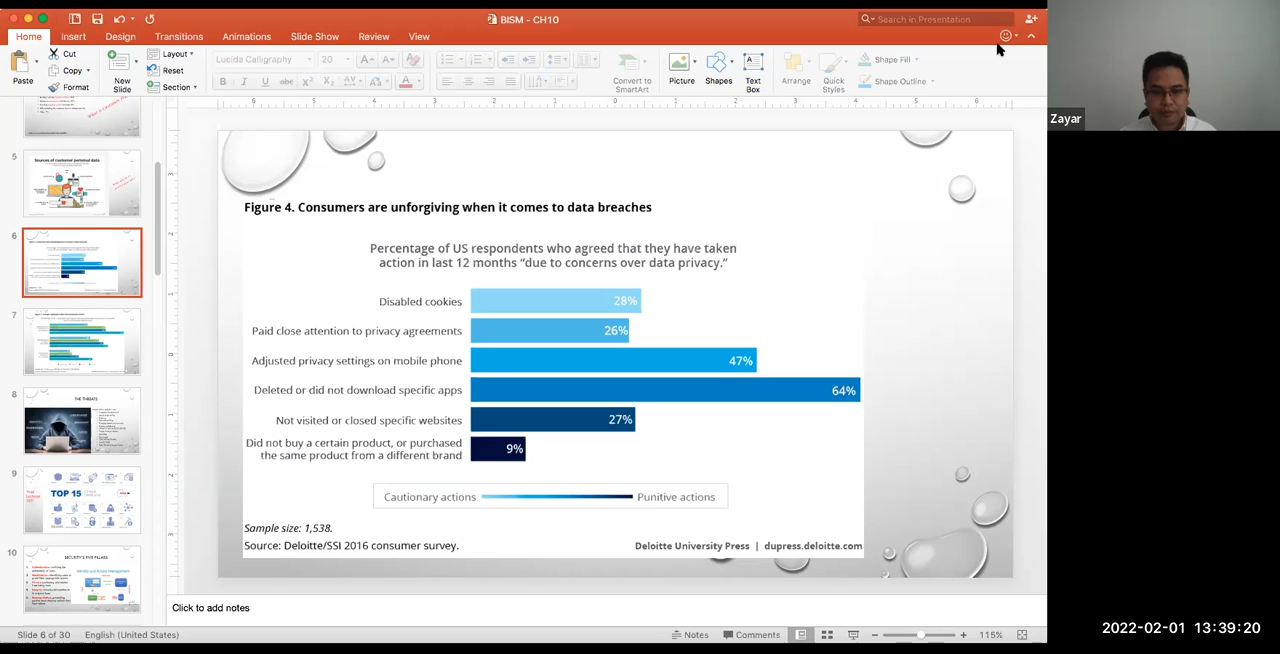 BISM - CH10
Search in Presentation
Home Insert Design Transitions Animations Slide Show Review View
Paste
Cut
Copy
Format
New Slide
Layout
Reset
Section
Lucida Calligraphy
20
Convert to SmartArt
Picture
Shapes
Text Box
Arrange
Quick Styles
Shape Fill
Shape Outline
Zayar
5
Sources of customer personal data
6
7
8
THE THREATS
9
TOP 15
10
SECURITY'S FIVE PILLARS
Figure 4. Consumers are unforgiving when it comes to data breaches
Percentage of US respondents who agreed that they have taken
action in last 12 months “due to concerns over data privacy.”
Disabled cookies 28%
Paid close attention to privacy agreements 26%
Adjusted privacy settings on mobile phone 47%
Deleted or did not download specific apps 64%
Not visited or closed specific websites 27%
Did not buy a certain product, or purchased
the same product from a different brand 9%
Cautionary actions Punitive actions
Sample size: 1,538.
Source: Deloitte/SSI 2016 consumer survey.
Deloitte University Press | dupress.deloitte.com
Click to add notes
Slide 6 of 30 English (United States) Notes Comments 115%
2022-02-01 13:39:20